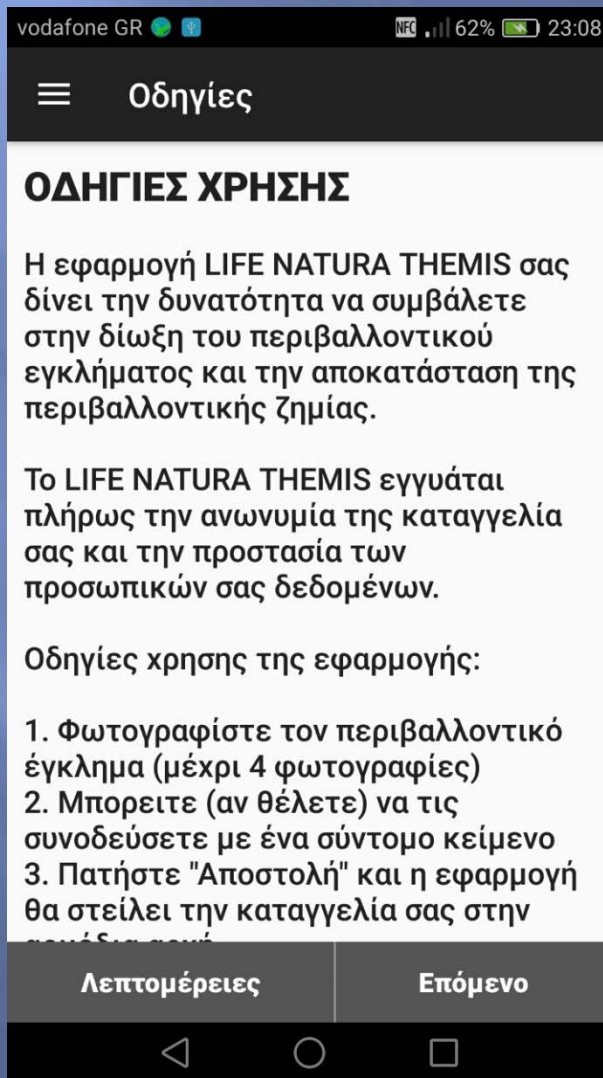 vodafone GR NFC 62% 23:08
Οδηγίες
ΟΔΗΓΙΕΣ ΧΡΗΣΗΣ
Η εφαρμογή LIFE NATURA THEMIS σας
δίνει την δυνατότητα να συμβάλετε
στην δίωξη του περιβαλλοντικού
εγκλήματος και την αποκατάσταση της
περιβαλλοντικής ζημίας.
Το LIFE NATURA THEMIS εγγυάται
πλήρως την ανωνυμία της καταγγελία
σας και την προστασία των
προσωπικών σας δεδομένων.
Οδηγίες χρησης της εφαρμογής:
1. Φωτογραφίστε τον περιβαλλοντικό
έγκλημα (μέχρι 4 φωτογραφίες)
2. Μπορειτε (αν θέλετε) να τις
συνοδεύσετε με ένα σύντομο κείμενο
3. Πατήστε "Αποστολή" και η εφαρμογή
θα στείλει την καταγγελία σας στην
Λεπτομέρειες Επόμενο